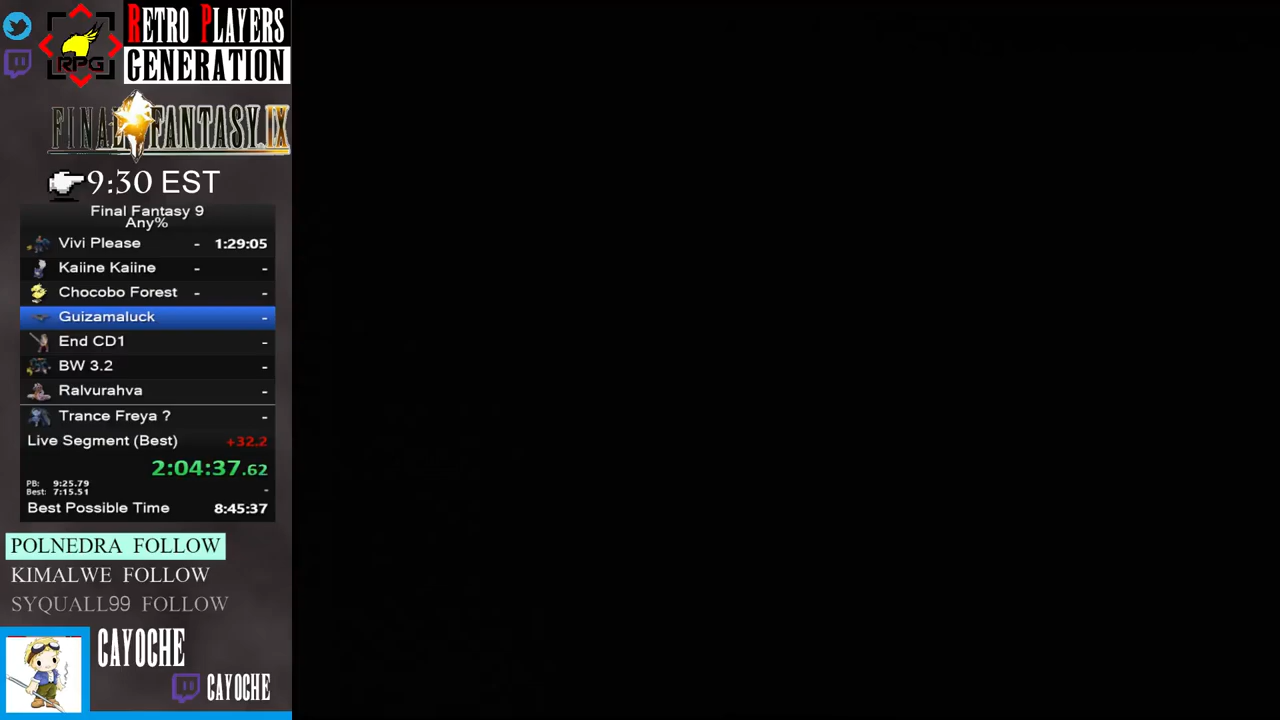 RETRO PLAYERS
GENERATION
RPG
FINAL FANTASY IX
9:30 EST
Final Fantasy 9
Any%
Vivi Please - 1:29:05
Kaiine Kaiine - -
Chocobo Forest - -
Guizamaluck -
End CD1 -
BW 3.2 -
Ralvurahva -
Trance Freya ? -
Live Segment (Best) +32.2
2:04:37.62
PB: 9:25.79
Best: 7:15.51 -
Best Possible Time 8:45:37
POLNEDRA FOLLOW
KIMALWE FOLLOW
SYQUALL99 FOLLOW
CAYOCHE
CAYOCHE